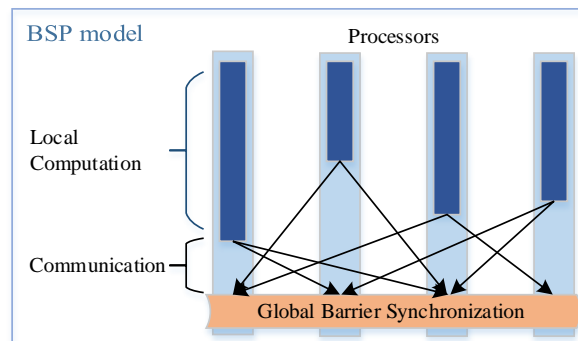 BSP model
Processors
Local
Computation
Communication
Global Barrier Synchronization